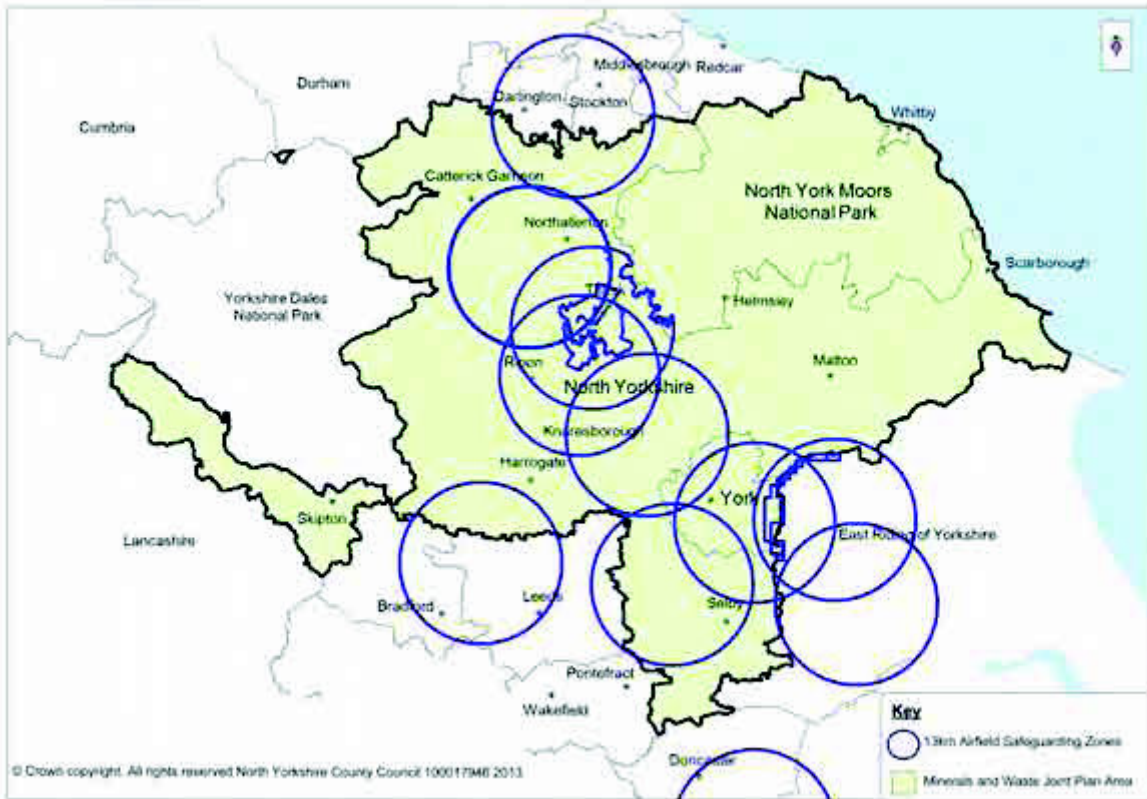 Durham
Middlesbrough
Redcar
Darlington
Stockton
Cumbria
Whitby
Catterick Garrison
North York Moors
National Park
Northallerton
Scarborough
Yorkshire Dales
National Park
Helmsley
Ripon
North Yorkshire
Malton
Knaresborough
Harrogate
York
Skipton
Lancashire
East Riding of Yorkshire
Bradford
Leeds
Selby
Pontefract
Wakefield
Doncaster
Key
13km Airfield Safeguarding Zones
Minerals and Waste Joint Plan Area
© Crown copyright. All rights reserved North Yorkshire County Council 100017946 2013